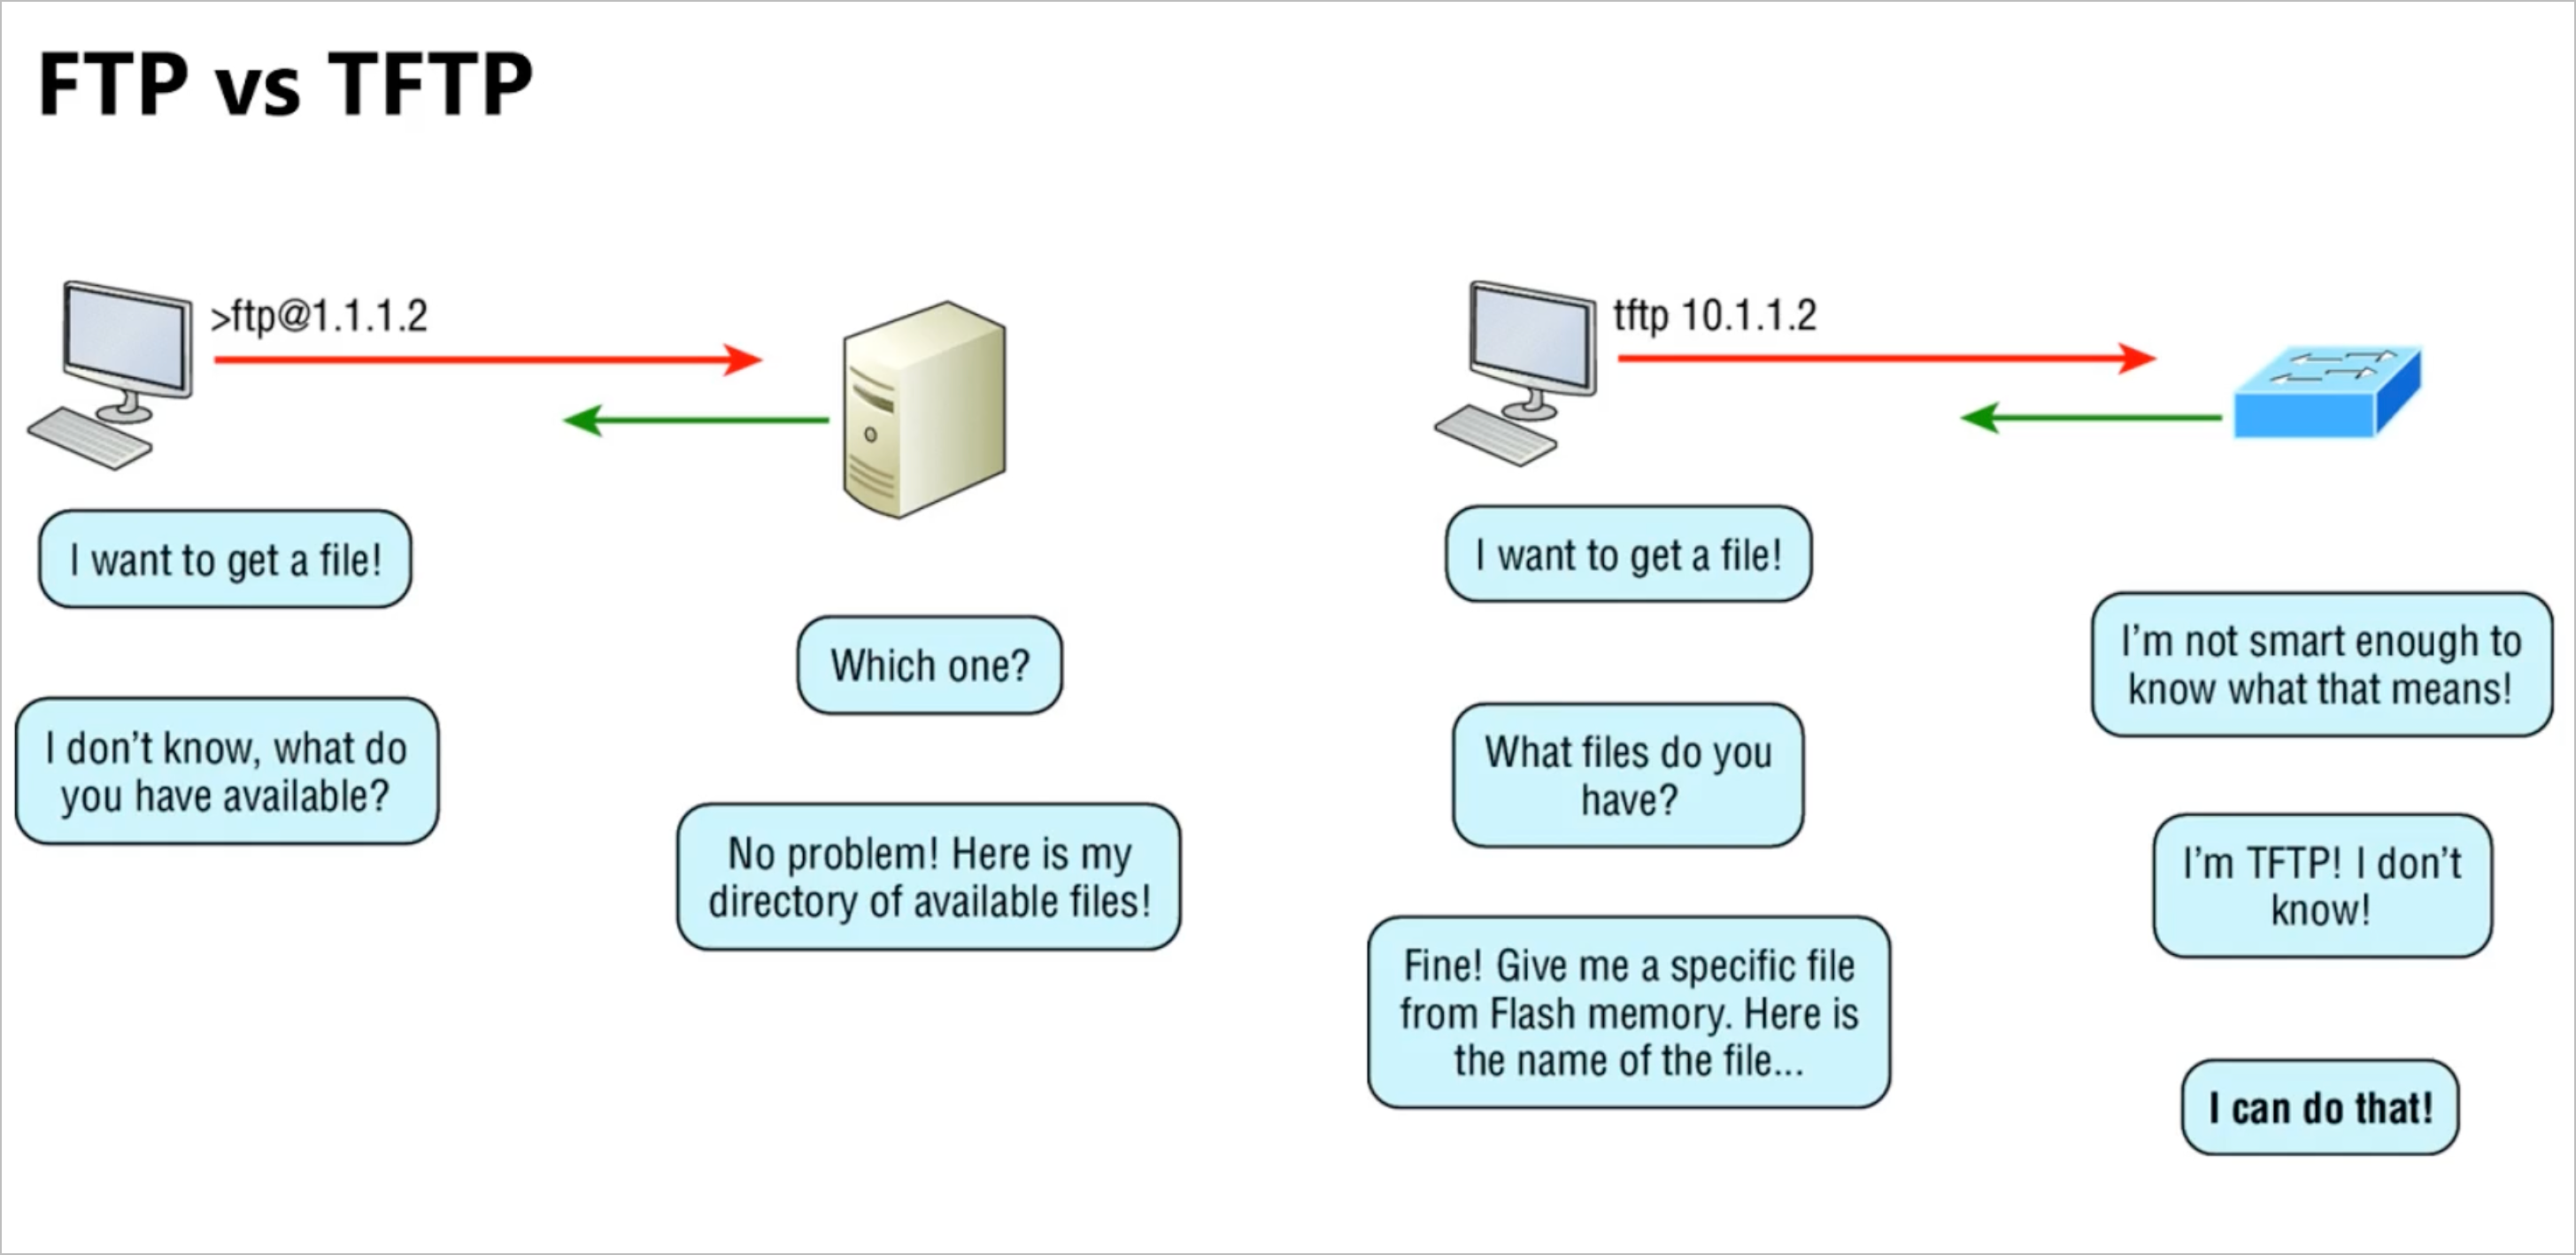 FTP vs TFTP
>ftp@1.1.1.2
I want to get a file!
Which one?
I don’t know, what do
you have available?
No problem! Here is my
directory of available files!
tftp 10.1.1.2
I want to get a file!
I’m not smart enough to
know what that means!
What files do you
have?
I’m TFTP! I don’t
know!
Fine! Give me a specific file
from Flash memory. Here is
the name of the file...
I can do that!